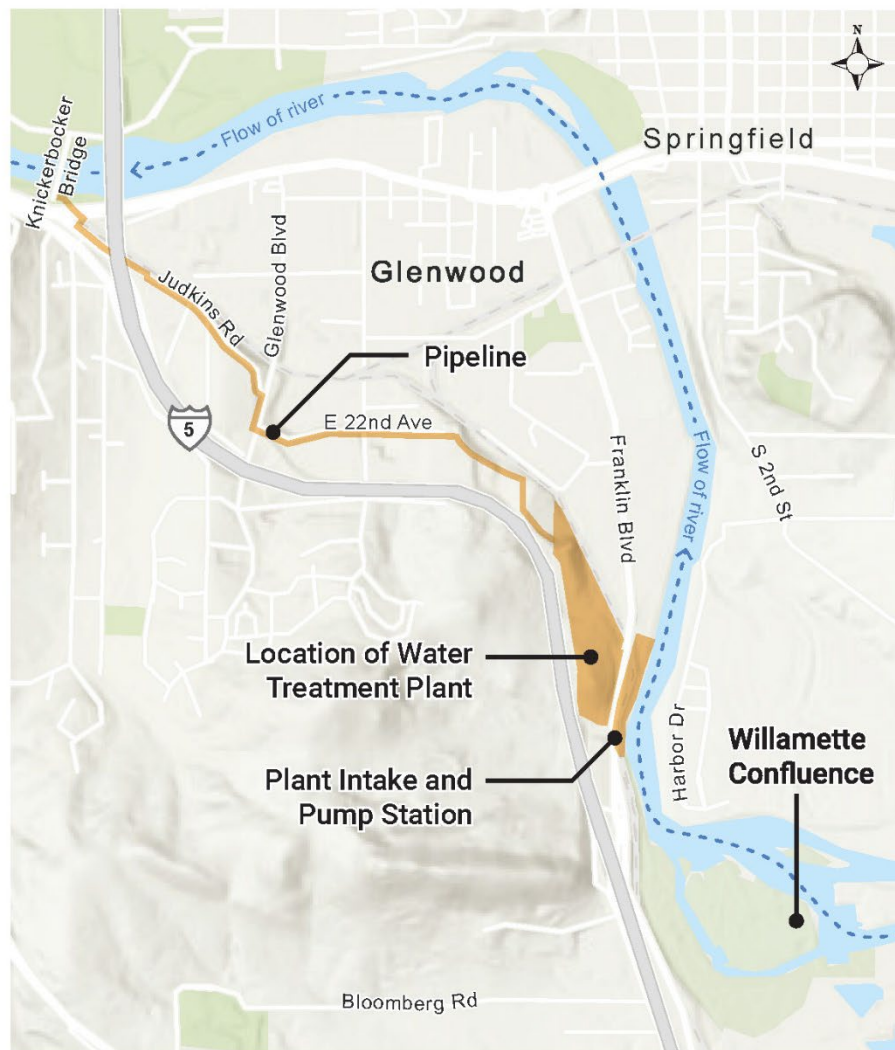 N
Flow of river
Springfield
Knickerbocker
Bridge
Glenwood Blvd
Glenwood
Judkins Rd
Pipeline
E 22nd Ave
5
Franklin Blvd
Flow of river
S 2nd St
Location of Water
Treatment Plant
Harbor Dr
Willamette
Confluence
Plant Intake and
Pump Station
Bloomberg Rd